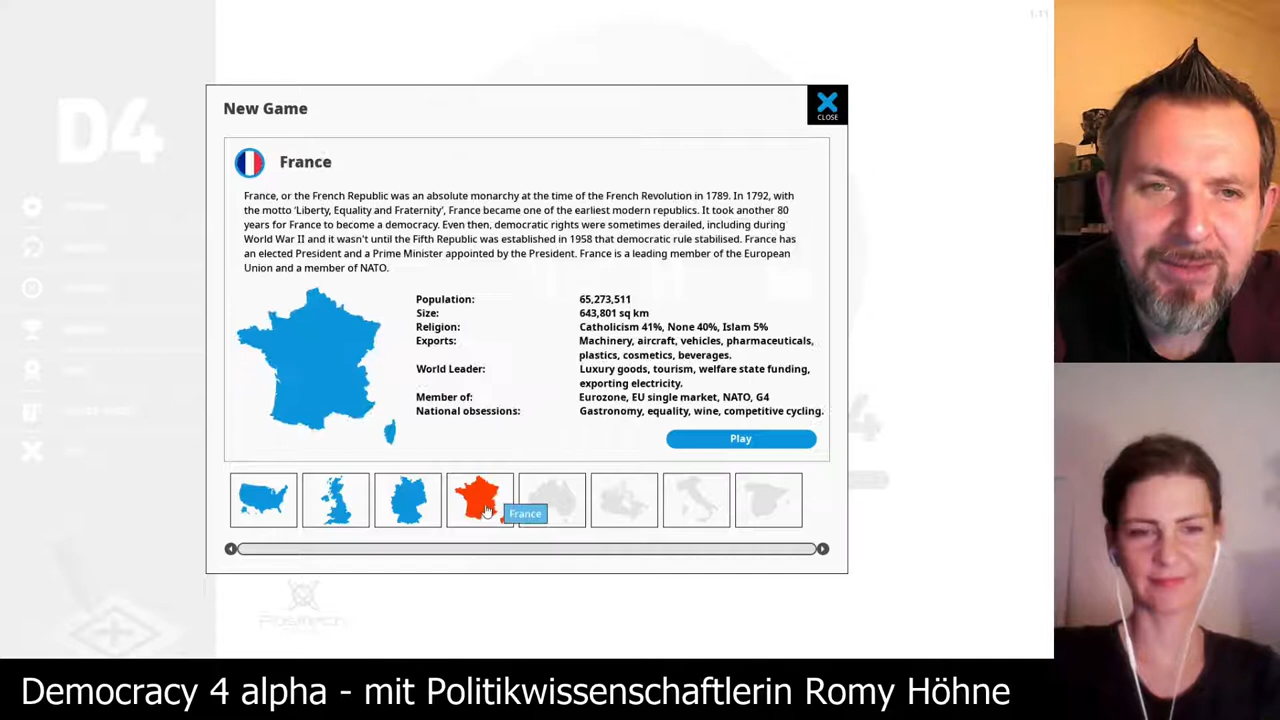 1.11
D4
New Game
CLOSE
France
France, or the French Republic was an absolute monarchy at the time of the French Revolution in 1789. In 1792, with
the motto 'Liberty, Equality and Fraternity', France became one of the earliest modern republics. It took another 80
years for France to become a democracy. Even then, democratic rights were sometimes derailed, including during
World War II and it wasn't until the Fifth Republic was established in 1958 that democratic rule stabilised. France has
an elected President and a Prime Minister appointed by the President. France is a leading member of the European
Union and a member of NATO.
Population: 65,273,511
Size: 643,801 sq km
Religion: Catholicism 41%, None 40%, Islam 5%
Exports: Machinery, aircraft, vehicles, pharmaceuticals,
plastics, cosmetics, beverages.
World Leader: Luxury goods, tourism, welfare state funding,
exporting electricity.
Member of: Eurozone, EU single market, NATO, G4
National obsessions: Gastronomy, equality, wine, competitive cycling.
Play
France
Democracy 4 alpha - mit Politikwissenschaftlerin Romy Höhne